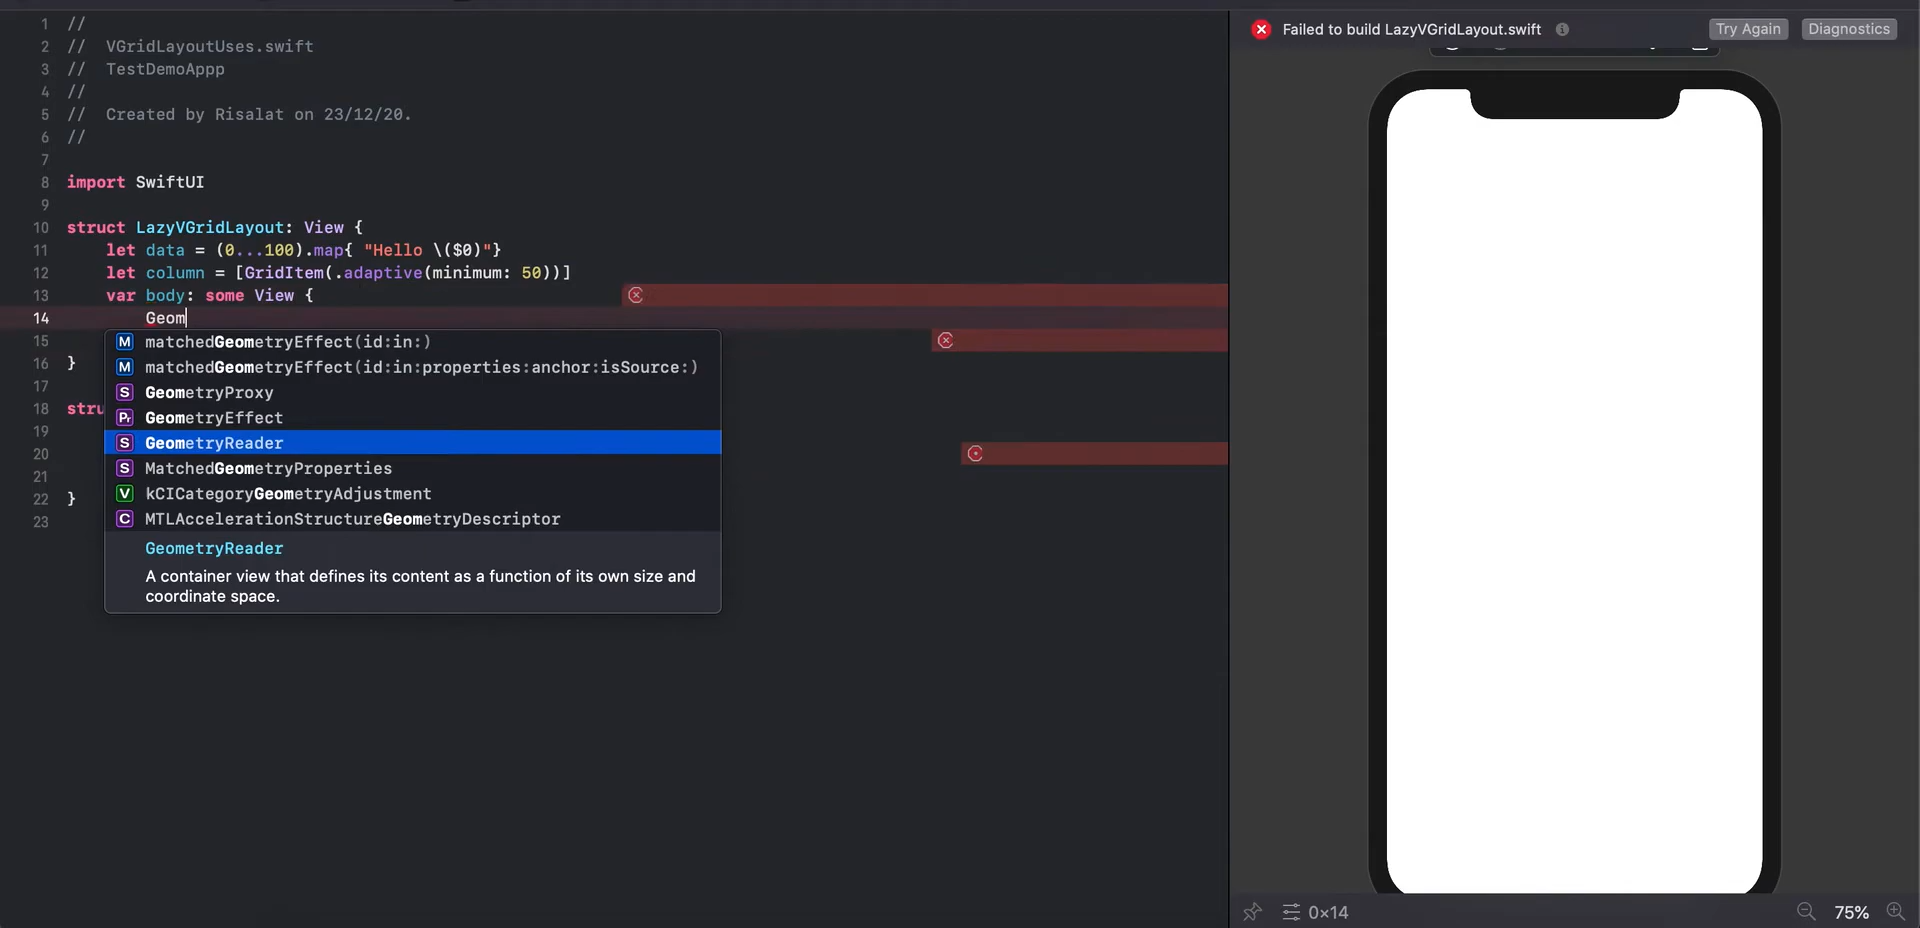 1 //
2 // VGridLayoutUses.swift
3 // TestDemoAppp
4 //
5 // Created by Risalat on 23/12/20.
6 //
7
8 import SwiftUI
9
10 struct LazyVGridLayout: View {
11 let data = (0...100).map{ "Hello \($0)"}
12 let column = [GridItem(.adaptive(minimum: 50))]
13 var body: some View {
14 Geom
15
16 }
17
18 stru
19
20
21
22 }
23
M matchedGeometryEffect(id:in:)
M matchedGeometryEffect(id:in:properties:anchor:isSource:)
S GeometryProxy
Pr GeometryEffect
S GeometryReader
S MatchedGeometryProperties
V kCICategoryGeometryAdjustment
C MTLAccelerationStructureGeometryDescriptor
GeometryReader
A container view that defines its content as a function of its own size and
coordinate space.
Failed to build LazyVGridLayout.swift
Try Again
Diagnostics
0×14
75%